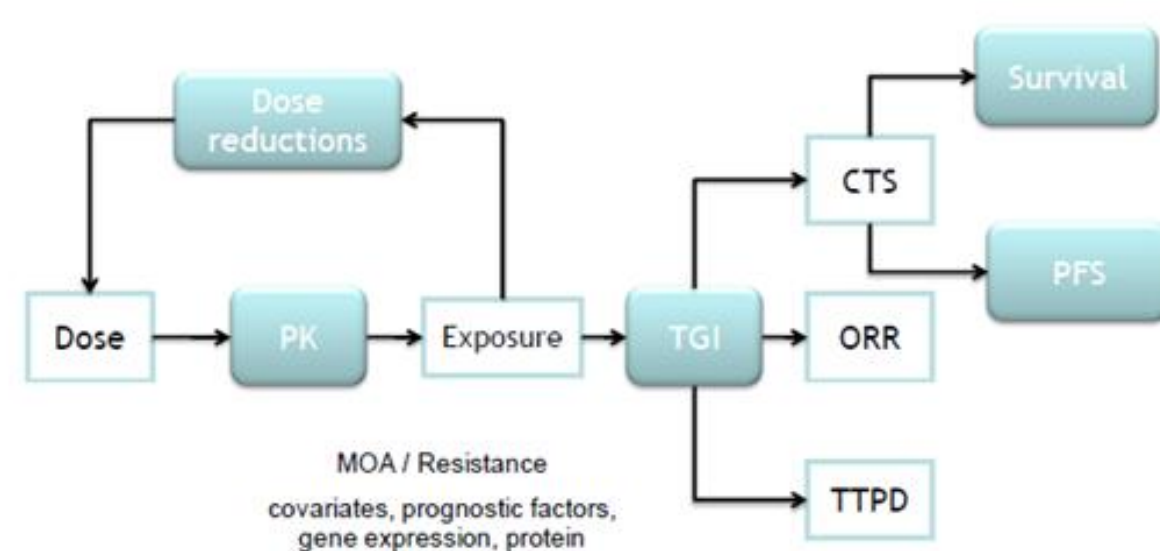 Survival
Dose
reductions
CTS
PFS
Dose
PK
Exposure
TGI
ORR
MOA / Resistance
TTPD
covariates, prognostic factors,
gene expression, protein